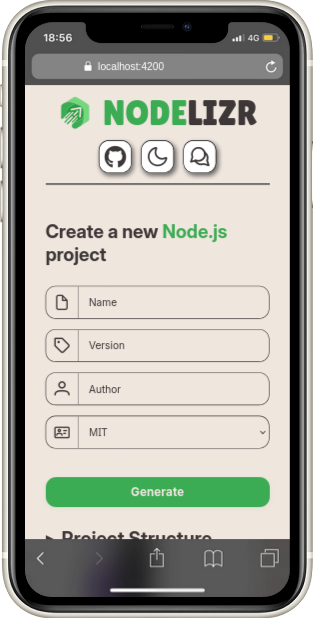 18:56
4G
localhost:4200
NODELIZR
Create a new Node.js
project
Name
Version
Author
MIT
Generate
Project Structure